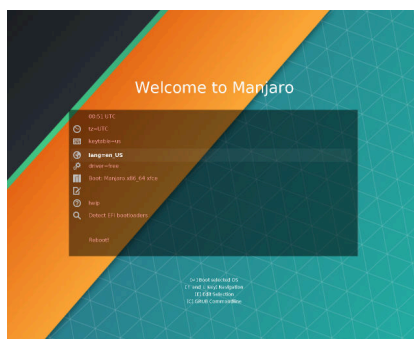 Welcome to Manjaro
00:51 UTC
tz=UTC
keytable=us
lang=en_US
driver=free
Boot: Manjaro x86_64 xfce
help
Detect EFI bootloaders
Reboot!
[↵] Boot selected OS
[↑ and ↓ key] Navigation
[E] Edit Selection
[C] GRUB Commandline